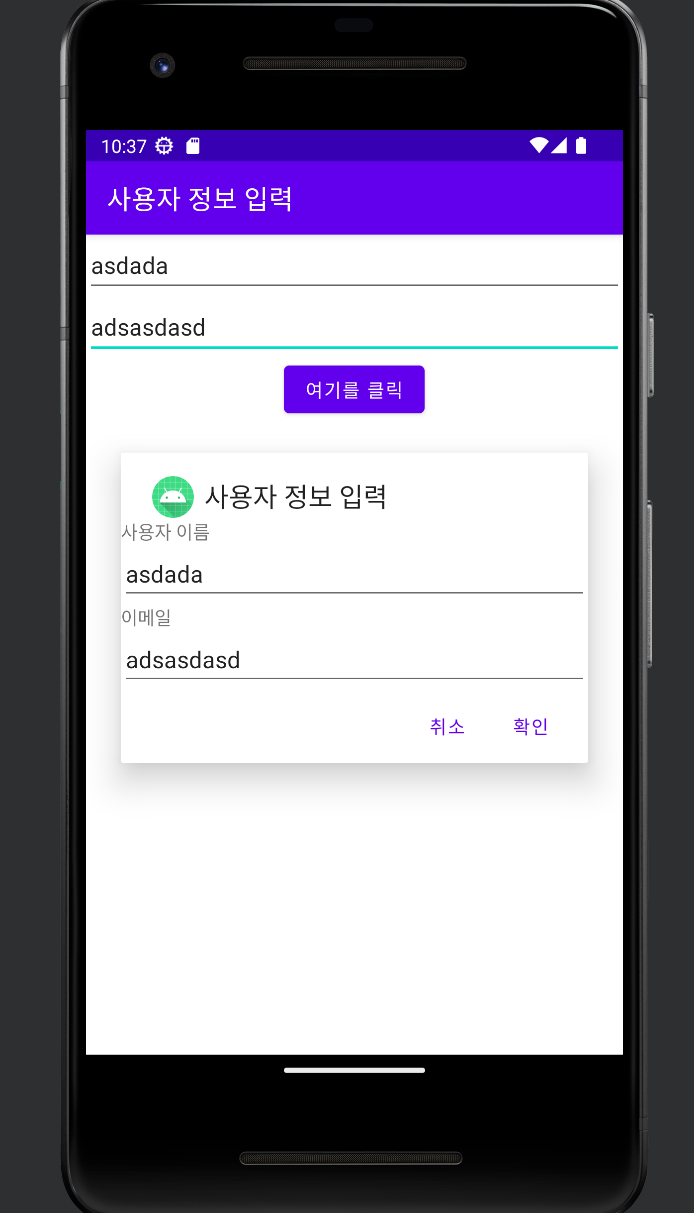 10:37
사용자 정보 입력
asdada
adsasdasd
여기를 클릭
사용자 정보 입력
사용자 이름
asdada
이메일
adsasdasd
취소 확인